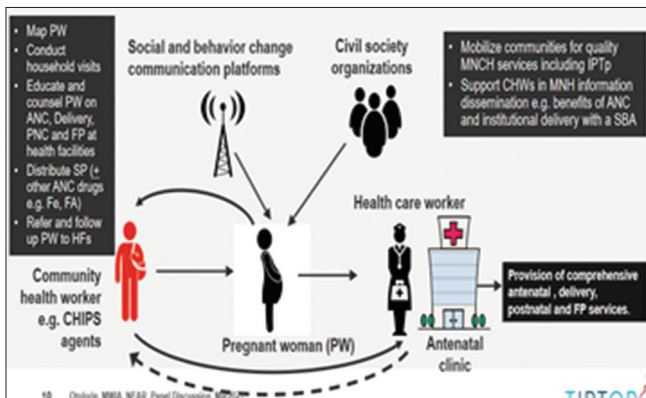 • Map PW
• Conduct
household visits
• Educate and
counsel PW on
ANC, Delivery,
PNC and FP at
health facilities
• Distribute SP (±
other ANC drugs
e.g. Fe, FA)
• Refer and follow
up PW to HFs
Social and behavior change
communication platforms
Civil society
organizations
• Mobilize communities for quality
MNCH services including IPTp
• Support CHWs in MNH information
dissemination e.g. benefits of ANC
and institutional delivery with a SBA
Health care worker
Community
health worker
e.g. CHIPS
agents
Pregnant woman (PW)
Antenatal
clinic
Provision of comprehensive
antenatal , delivery,
postnatal and FP services.
10
Panel Discussion
TIPTOP